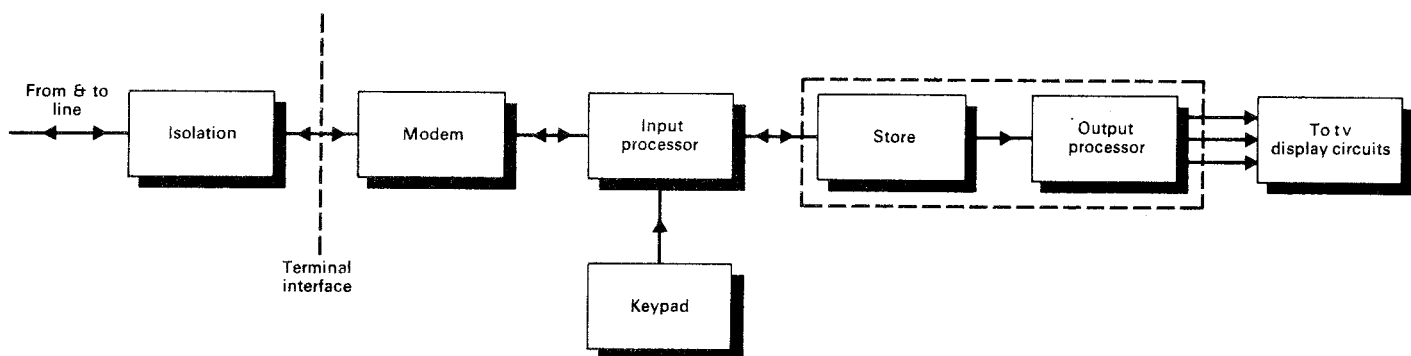 From & to
line
Isolation
Terminal
interface
Modem
Input
processor
Keypad
Store
Output
processor
To tv
display circuits